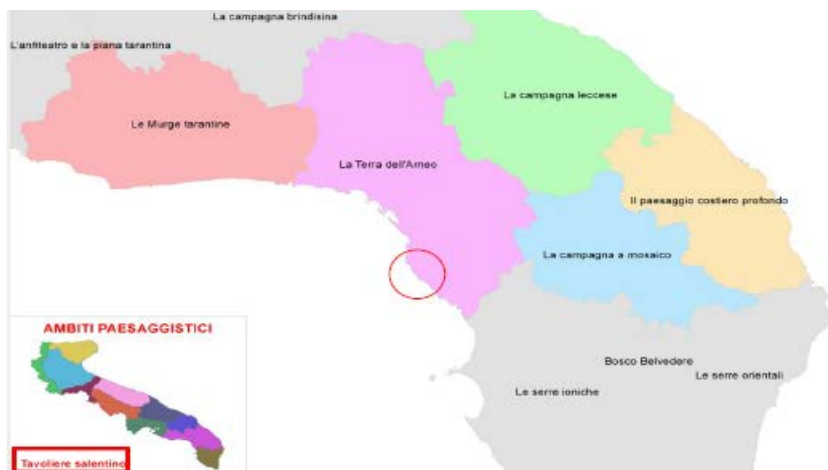 La campagna brindisina
L'anfiteatro e la piana tarantina
La campagna leccese
Le Murge tarantine
La Terra dell'Arneo
Il paesaggio costiero profondo
La campagna a mosaico
AMBITI PAESAGGISTICI
Bosco Belvedere
Le serre orientali
Le serre ioniche
Tavoliere salentino